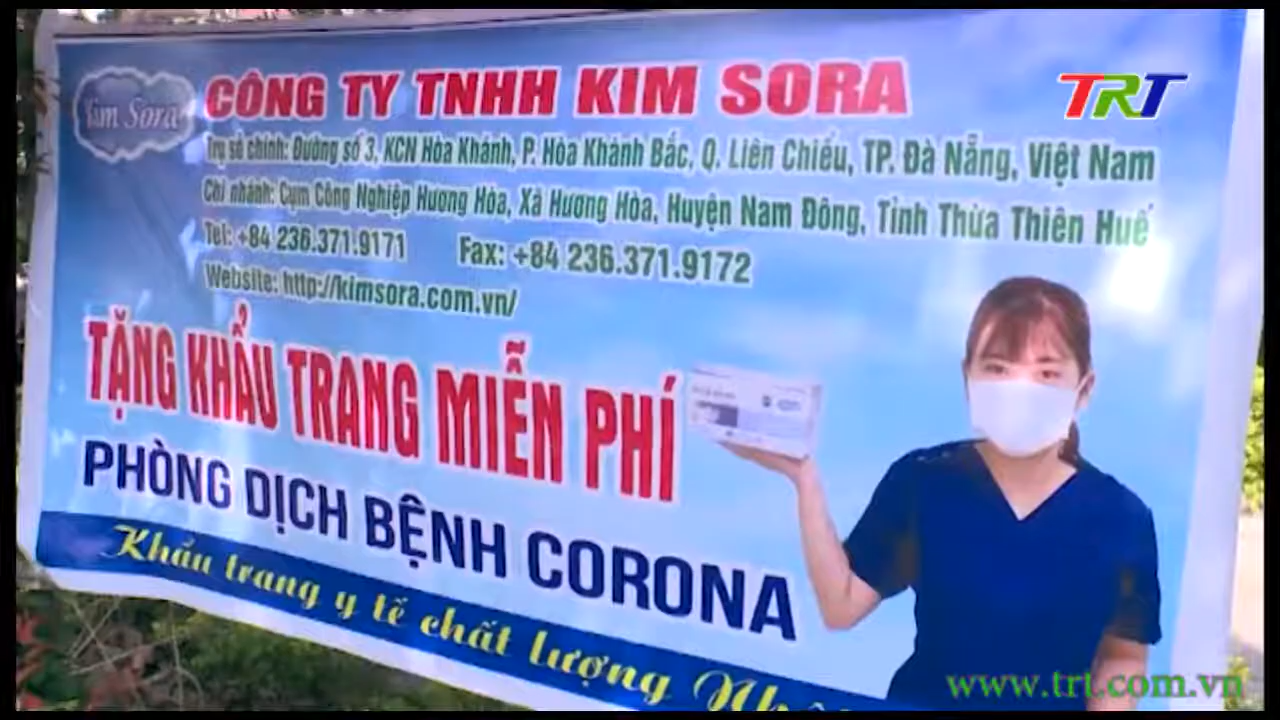 Kim Sora
CÔNG TY TNHH KIM SORA
TRT
Trụ sở chính: Đường số 3, KCN Hòa Khánh, P. Hòa Khánh Bắc, Q. Liên Chiểu, TP. Đà Nẵng, Việt Nam
Chi nhánh: Cụm Công Nghiệp Hương Hòa, Xã Hương Hòa, Huyện Nam Đông, Tỉnh Thừa Thiên Huế
Tel: +84 236.371.9171 Fax: +84 236.371.9172
Website: http://kimsora.com.vn/
TẶNG KHẨU TRANG MIỄN PHÍ
PHÒNG DỊCH BỆNH CORONA
Khẩu trang y tế chất lượng
www.trt.com.vn